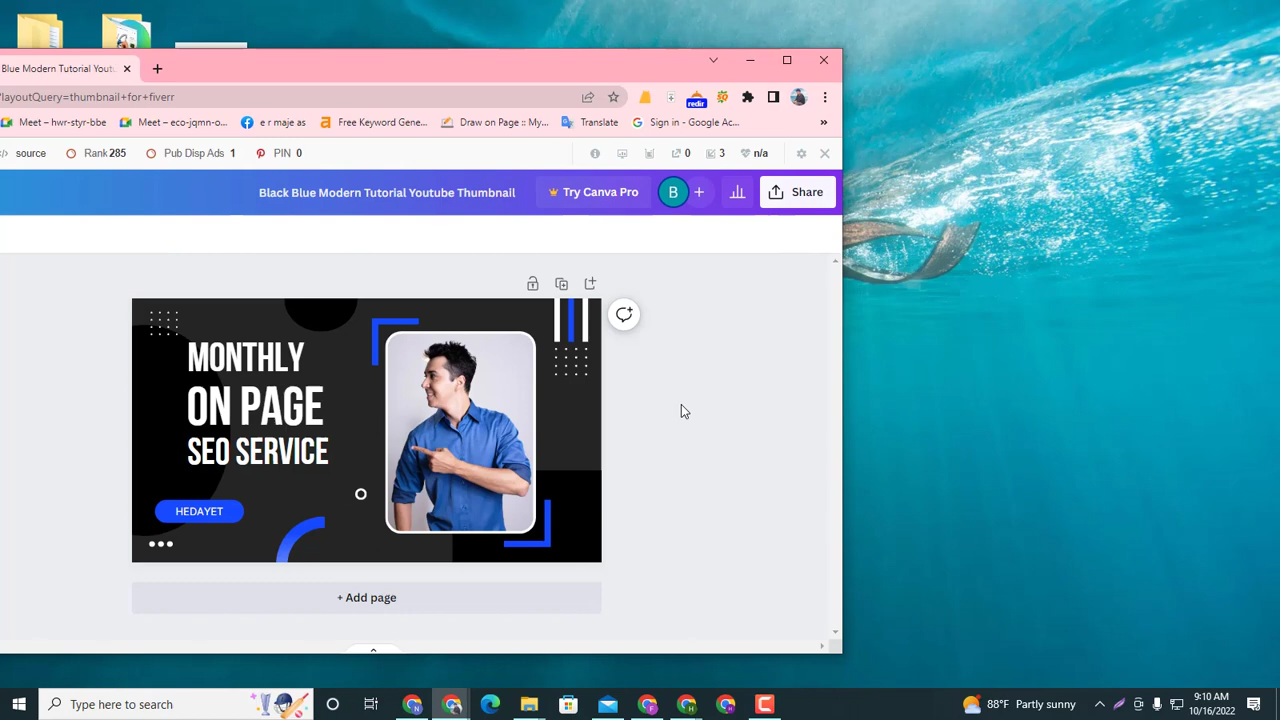 Blue Modern Tutorial Youtu
layoutQuery=thumbnail+for+fiverr
redir
Meet – hwr-styr-bbe
Meet – eco-jqmn-o...
e r maje as
Free Keyword Gene...
Draw on Page :: My...
Translate
Sign in - Google Ac...
»
source
Rank 285
Pub Disp Ads 1
PIN 0
0
3
n/a
Black Blue Modern Tutorial Youtube Thumbnail
Try Canva Pro
B
Share
MONTHLY
ON PAGE
SEO SERVICE
HEDAYET
+ Add page
Type here to search
N
F
H
H
88°F Partly sunny
9:10 AM
10/16/2022